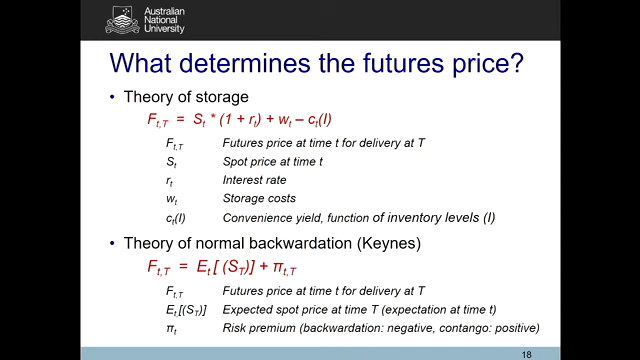 Australian
National
University
What determines the futures price?
• Theory of storage
F_t,T = S_t * (1 + r_t) + w_t – c_t(I)
F_t,T Futures price at time t for delivery at T
S_t Spot price at time t
r_t Interest rate
w_t Storage costs
c_t(I) Convenience yield, function of inventory levels (I)
• Theory of normal backwardation (Keynes)
F_t,T = E_t [ (S_T)] + π_t,T
F_t,T Futures price at time t for delivery at T
E_t,[(S_T)] Expected spot price at time T (expectation at time t)
π_t Risk premium (backwardation: negative, contango: positive)
18